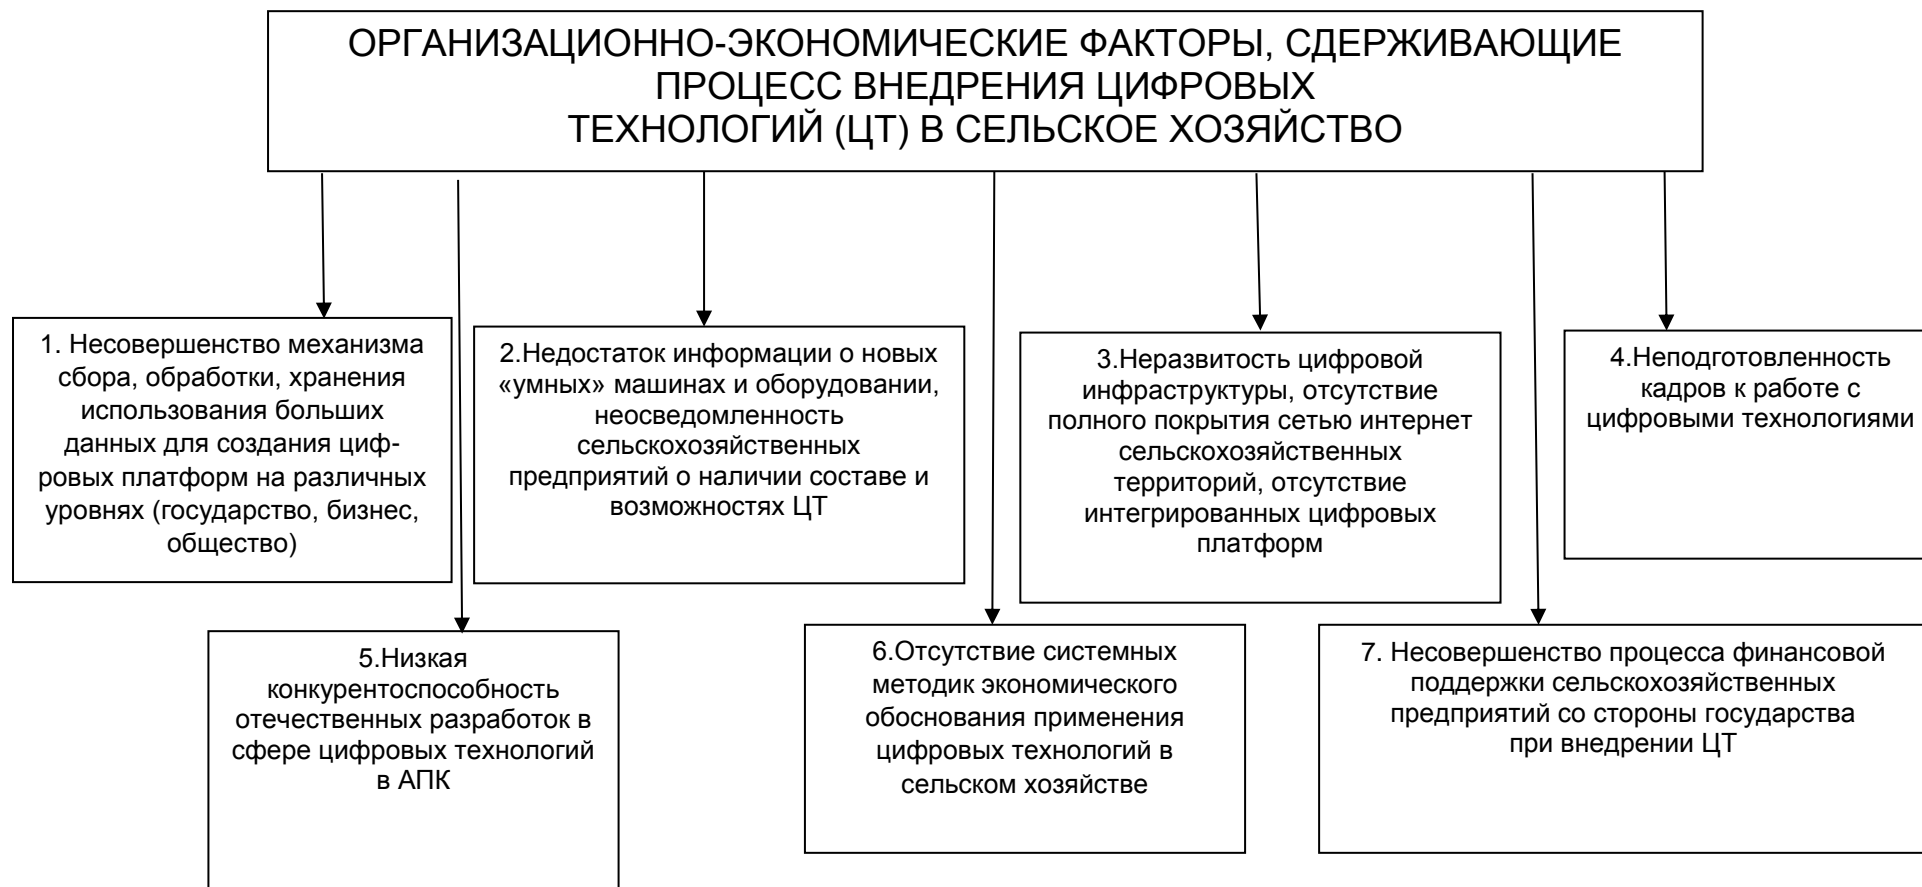 ОРГАНИЗАЦИОННО-ЭКОНОМИЧЕСКИЕ ФАКТОРЫ, СДЕРЖИВАЮЩИЕ
ПРОЦЕСС ВНЕДРЕНИЯ ЦИФРОВЫХ
ТЕХНОЛОГИЙ (ЦТ) В СЕЛЬСКОЕ ХОЗЯЙСТВО
1. Несовершенство механизма
сбора, обработки, хранения
использования больших
данных для создания циф-
ровых платформ на различных
уровнях (государство, бизнес,
общество)
2.Недостаток информации о новых
«умных» машинах и оборудовании,
неосведомленность
сельскохозяйственных
предприятий о наличии составе и
возможностях ЦТ
3.Неразвитость цифровой
инфраструктуры, отсутствие
полного покрытия сетью интернет
сельскохозяйственных
территорий, отсутствие
интегрированных цифровых
платформ
4.Неподготовленность
кадров к работе с
цифровыми технологиями
5.Низкая
конкурентоспособность
отечественных разработок в
сфере цифровых технологий
в АПК
6.Отсутствие системных
методик экономического
обоснования применения
цифровых технологий в
сельском хозяйстве
7. Несовершенство процесса финансовой
поддержки сельскохозяйственных
предприятий со стороны государства
при внедрении ЦТ